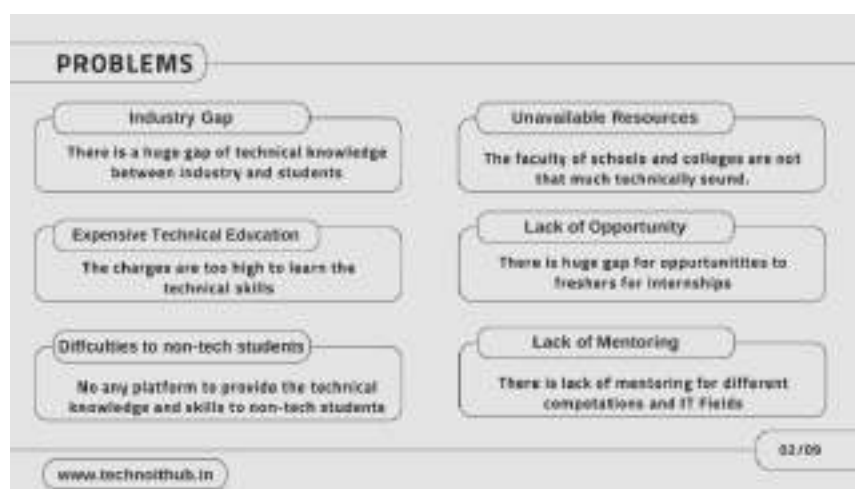 PROBLEMS
Industry Gap
There is a huge gap of technical knowledge
between industry and students
Unavailable Resources
The faculty of schools and colleges are not
that much technically sound.
Expensive Technical Education
The charges are too high to learn the
technical skills
Lack of Opportunity
There is huge gap for oppurtunitites to
freshers for internships
Difficulties to non-tech students
No any platform to provide the technical
knowledge and skills to non-tech students
Lack of Mentoring
There is lack of mentoring for different
compotations and IT Fields
02/09
www.technoithub.in